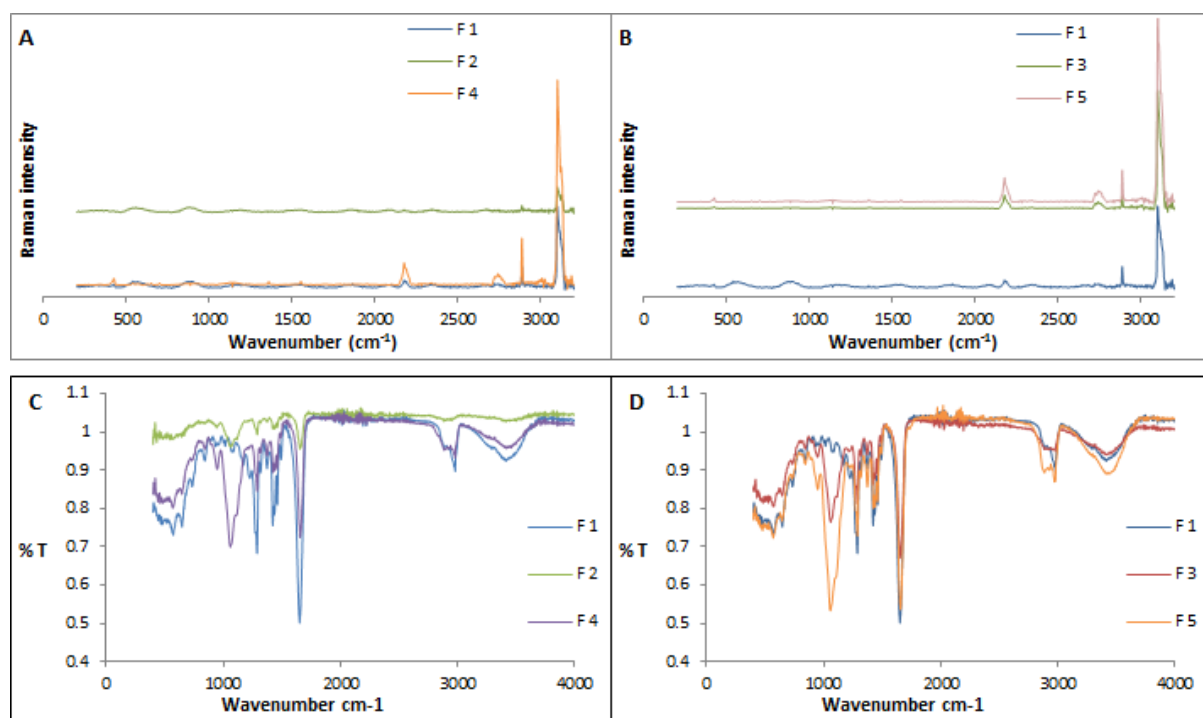 A
F 1
F 2
F 4
Raman intensity
0 500 1000 1500 2000 2500 3000
Wavenumber (cm⁻¹)
B
F 1
F 3
F 5
Raman intensity
0 500 1000 1500 2000 2500 3000
Wavenumber (cm⁻¹)
C
1.1
1
0.9
0.8
0.7
0.6
0.5
0.4
% T
F 1
F 2
F 4
0 1000 2000 3000 4000
Wavenumber cm-1
D
1.1
1
0.9
0.8
0.7
0.6
0.5
0.4
% T
F 1
F 3
F 5
0 1000 2000 3000 4000
Wavenumber cm-1